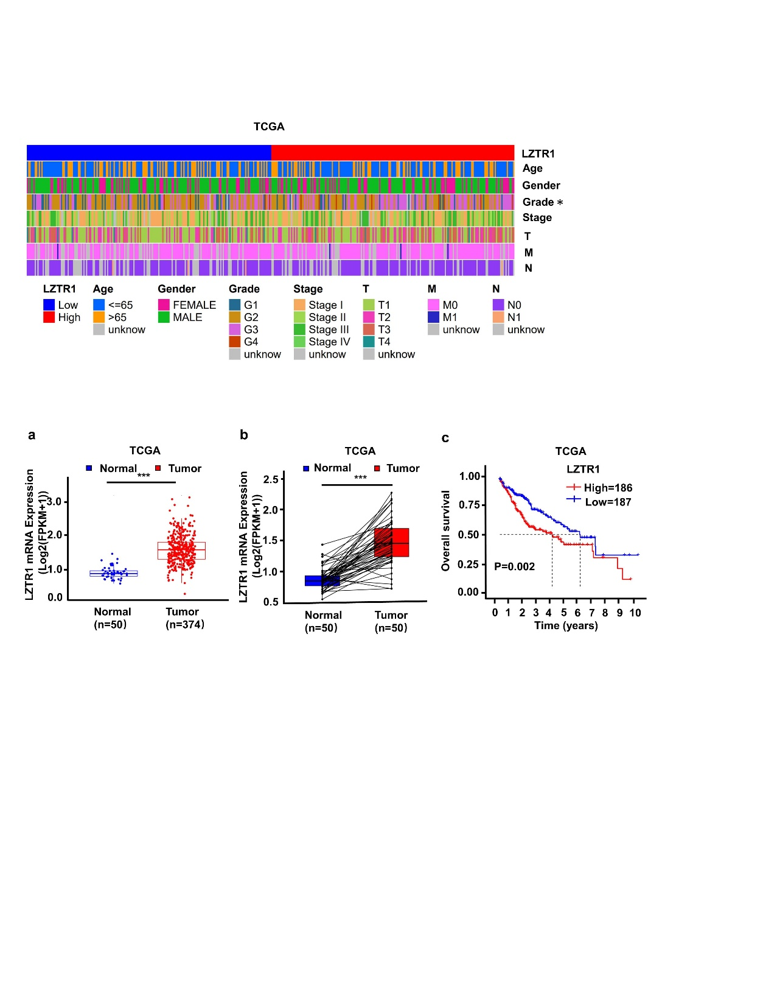 TCGA
LZTR1
Age
Gender
Grade *
Stage
T
M
N
LZTR1 Age Gender Grade Stage T M N
Low <=65 FEMALE G1 Stage I T1 M0 N0
High >65 MALE G2 Stage II T2 M1 N1
unknow G3 Stage III T3 unknow unknow
G4 Stage IV T4
unknow unknow unknow
a
TCGA
Normal Tumor
***
LZTR1 mRNA Expression
(Log2(FPKM+1))
3.0
2.0
1.0
0.0
Normal Tumor
(n=50) (n=374)
b
TCGA
Normal Tumor
***
LZTR1 mRNA Expression
(Log2(FPKM+1))
2.5
2.0
1.5
1.0
0.5
Normal Tumor
(n=50) (n=50)
c
TCGA
LZTR1
High=186
Low=187
Overall survival
1.00
0.75
0.50
0.25
0.00
P=0.002
0 1 2 3 4 5 6 7 8 9 10
Time (years)